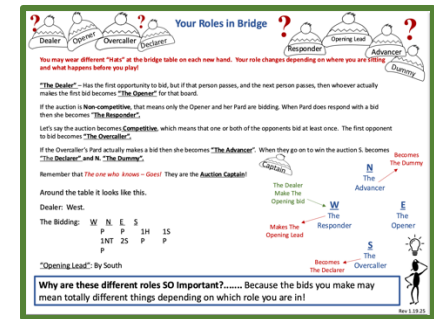 Your Roles in Bridge
Dealer
Opener
Overcaller
Declarer
Responder
Opening Lead
Advancer
Dummy
? ? ? ?
You may wear different "Hats" at the bridge table on each new hand. Your role changes depending on where you are sitting
and what happens before you play!
"The Dealer" – Has the first opportunity to bid, but if that person passes, and the next person passes, then whoever actually
makes the first bid becomes "The Opener" for that board.
If the auction is Non-competitive, that means only the Opener and her Pard are bidding. When Pard does respond with a bid
then she becomes "The Responder".
Let's say the auction becomes Competitive, which means that one or both of the opponents bid at least once. The first opponent
to bid becomes "The Overcaller".
If the Overcaller's Pard actually makes a bid then she becomes "The Advancer". When they go on to win the auction S. becomes
"The Declarer and N. "The Dummy".
Captain
Remember that The one who knows – Goes! They are the Auction Captain!
Around the table it looks like this.
Dealer: West.
The Bidding: W N E S
P P 1H 1S
1NT 2S P P
P
"Opening Lead": By South
Becomes
The Dummy
N
The
Advancer
The Dealer
Make The
Opening bid
W
The
Responder
E
The
Opener
Makes The
Opening Lead
S
The
Overcaller
Becomes
The Declarer
Why are these different roles SO Important?....... Because the bids you make may
mean totally different things depending on which role you are in!
Rev 1.19.25